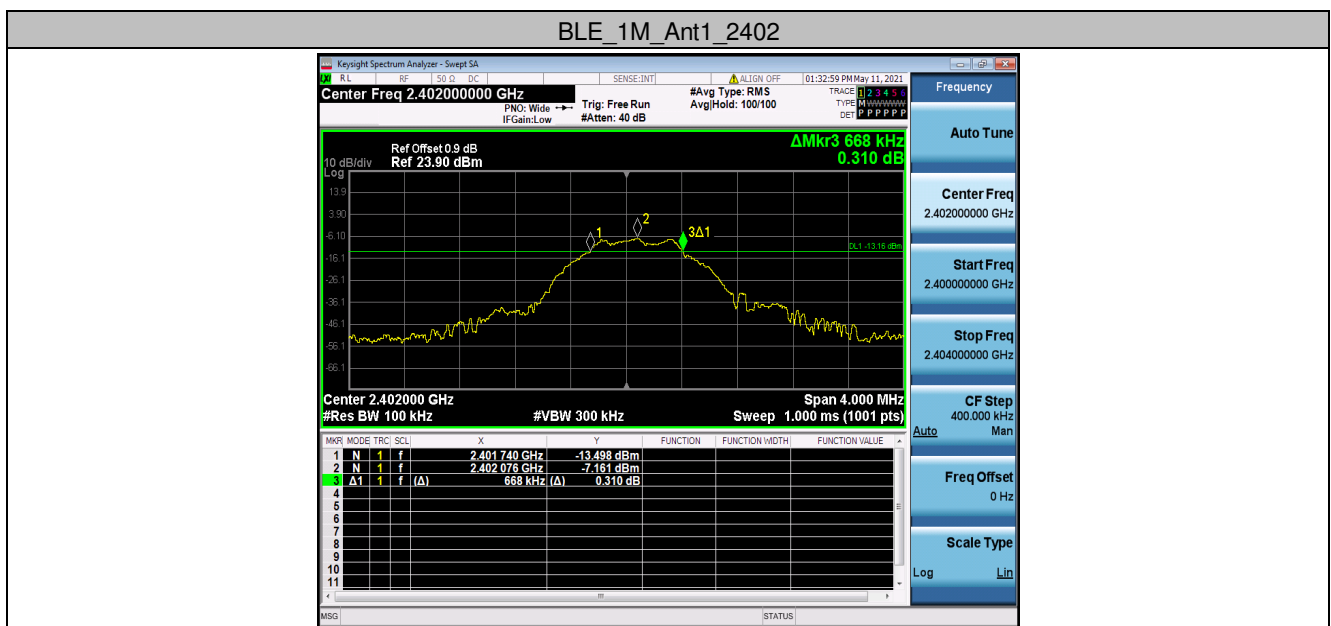 BLE_1M_Ant1_2402
Keysight Spectrum Analyzer - Swept SA
RL RF 50 Ω DC SENSE:INT ALIGN OFF 01:32:59 PM May 11, 2021
Center Freq 2.402000000 GHz
PNO: Wide
IFGain:Low
Trig: Free Run
#Atten: 40 dB
#Avg Type: RMS
Avg|Hold: 100/100
TRACE 1 2 3 4 5 6
TYPE M WWWWW
DET P P P P P P
Ref Offset 0.9 dB
10 dB/div Ref 23.90 dBm
Log
ΔMkr3 668 kHz
0.310 dB
13.9
3.90
-6.10
-16.1
-26.1
-36.1
-46.1
-56.1
-66.1
1
2
3Δ1
DL1 -13.16 dBm
Center 2.402000 GHz Span 4.000 MHz
#Res BW 100 kHz #VBW 300 kHz Sweep 1.000 ms (1001 pts)
MKR MODE TRC SCL X Y FUNCTION FUNCTION WIDTH FUNCTION VALUE
1 N 1 f 2.401 740 GHz -13.498 dBm
2 N 1 f 2.402 076 GHz -7.161 dBm
3 Δ1 1 f (Δ) 668 kHz (Δ) 0.310 dB
4
5
6
7
8
9
10
11
MSG STATUS
Frequency
Auto Tune
Center Freq
2.402000000 GHz
Start Freq
2.400000000 GHz
Stop Freq
2.404000000 GHz
CF Step
400.000 kHz
Auto Man
Freq Offset
0 Hz
Scale Type
Log Lin